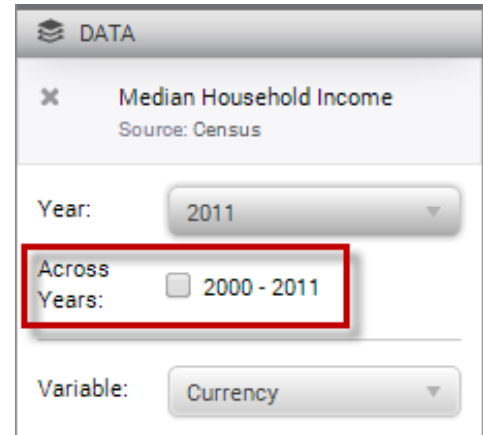 DATA
Median Household Income
Source: Census
Year: 2011
Across
Years: 2000 - 2011
Variable: Currency